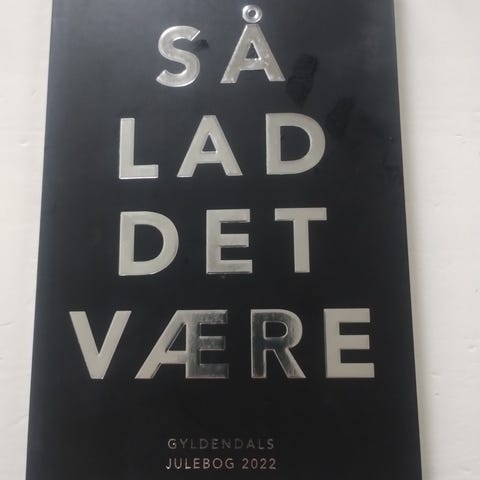 SÅ
LAD
DET
VÆRE
GYLDENDALS
JULEBOG 2022